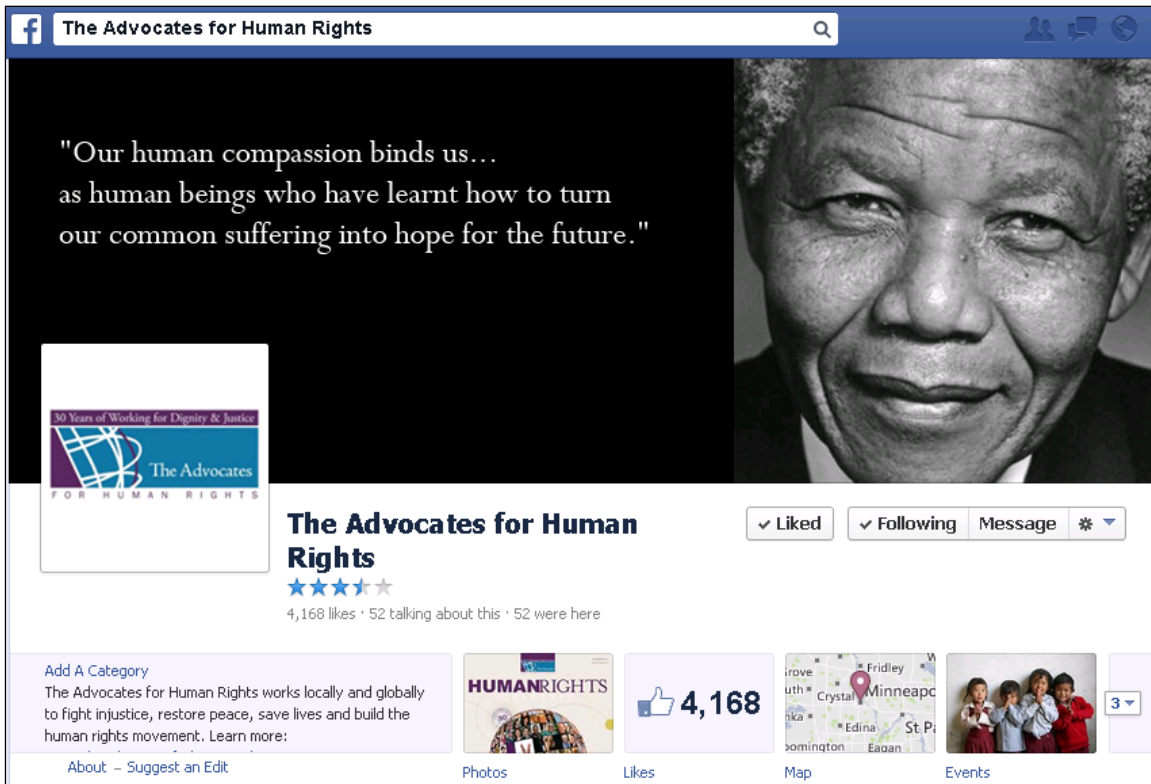 The Advocates for Human Rights
"Our human compassion binds us...
as human beings who have learnt how to turn
our common suffering into hope for the future."
30 Years of Working for Dignity & Justice
The Advocates
FOR HUMAN RIGHTS
The Advocates for Human
Rights
Liked
Following
Message
4,168 likes · 52 talking about this · 52 were here
Add A Category
The Advocates for Human Rights works locally and globally
to fight injustice, restore peace, save lives and build the
human rights movement. Learn more:
About – Suggest an Edit
HUMANRIGHTS
Photos
4,168
Likes
Fridley
Crystal
Minneapo
Edina
St P
oomington
Eagan
Map
Events
3